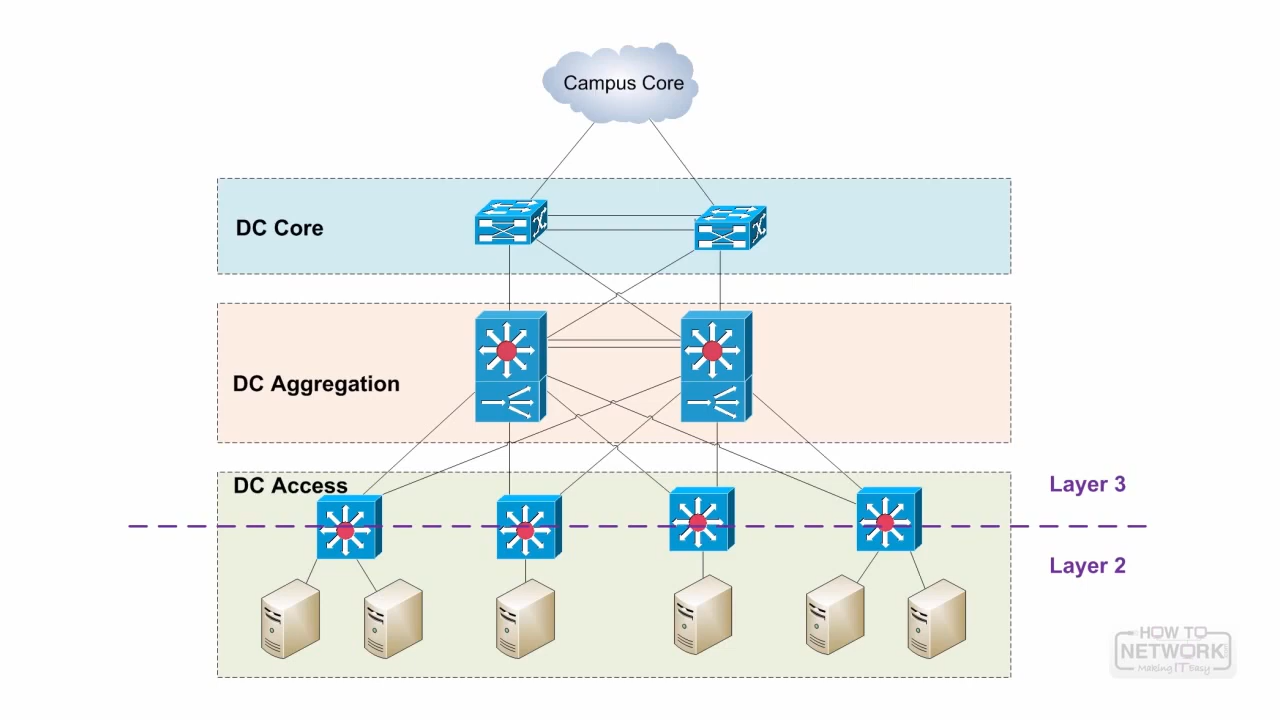 Campus Core
DC Core
DC Aggregation
DC Access
Layer 3
Layer 2
HOW TO
NETWORK
Making IT Easy